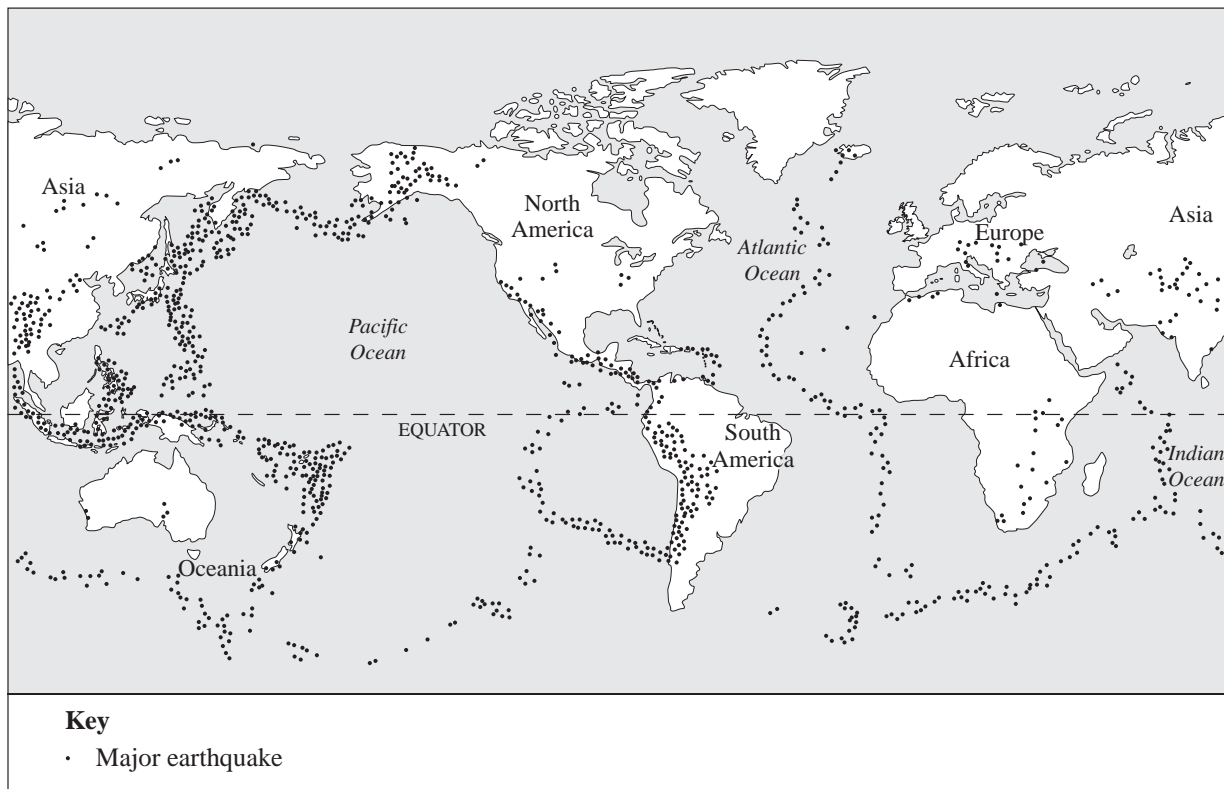 Asia
North
America
Atlantic
Ocean
Europe
Asia
Pacific
Ocean
Africa
EQUATOR
South
America
Indian
Ocean
Oceania
Key
Major earthquake